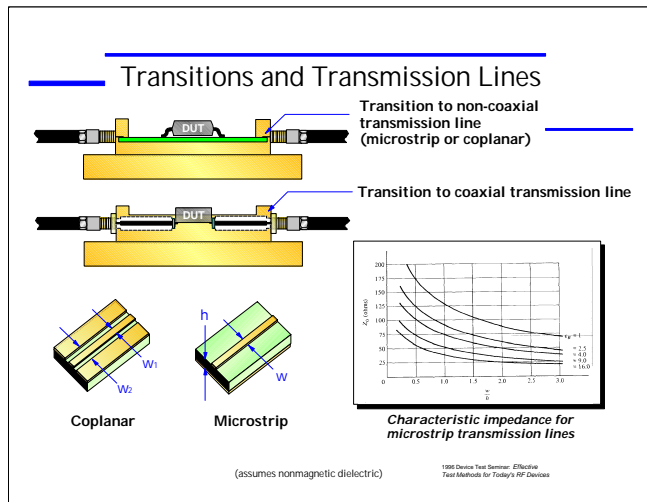 Transitions and Transmission Lines
DUT
Transition to non-coaxial
transmission line
(microstrip or coplanar)
DUT
Transition to coaxial transmission line
h
W1
W2
W
Coplanar
Microstrip
200
175
150
125
100
75
50
25
0
Z0 (ohms)
0
0.5
1.0
1.5
2.0
2.5
3.0
= 1
= 2.5
= 4.0
= 9.0
= 16.0
Characteristic impedance for
microstrip transmission lines
(assumes nonmagnetic dielectric)
1996 Device Test Seminar: Effective
Test Methods for Today's RF Devices